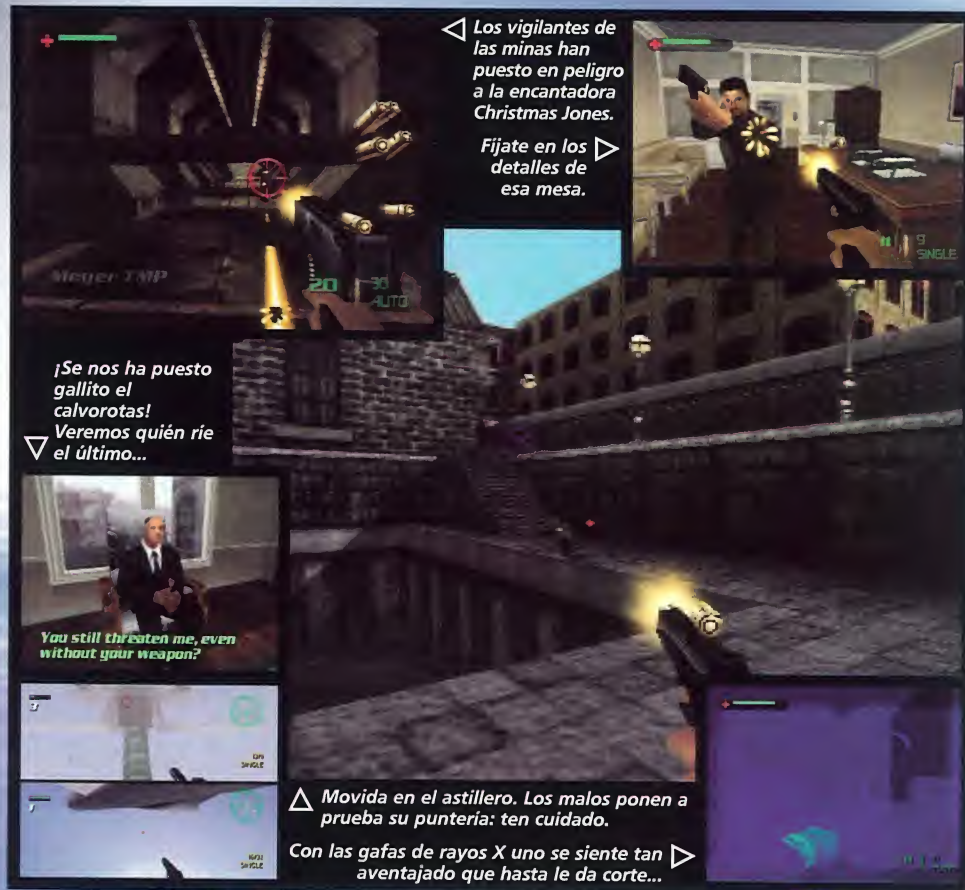 Los vigilantes de
las minas han
puesto en peligro
a la encantadora
Christmas Jones.
Fíjate en los
detalles de
esa mesa.
Meyer TMP
20 30
AUTO
9
SINGLE
¡Se nos ha puesto
gallito el
calvorotas!
Veremos quién ríe
el último...
You still threaten me, even
without your weapon?
SINGLE
SINGLE
Movida en el astillero. Los malos ponen a
prueba su puntería: ten cuidado.
Con las gafas de rayos X uno se siente tan
aventajado que hasta le da corte...